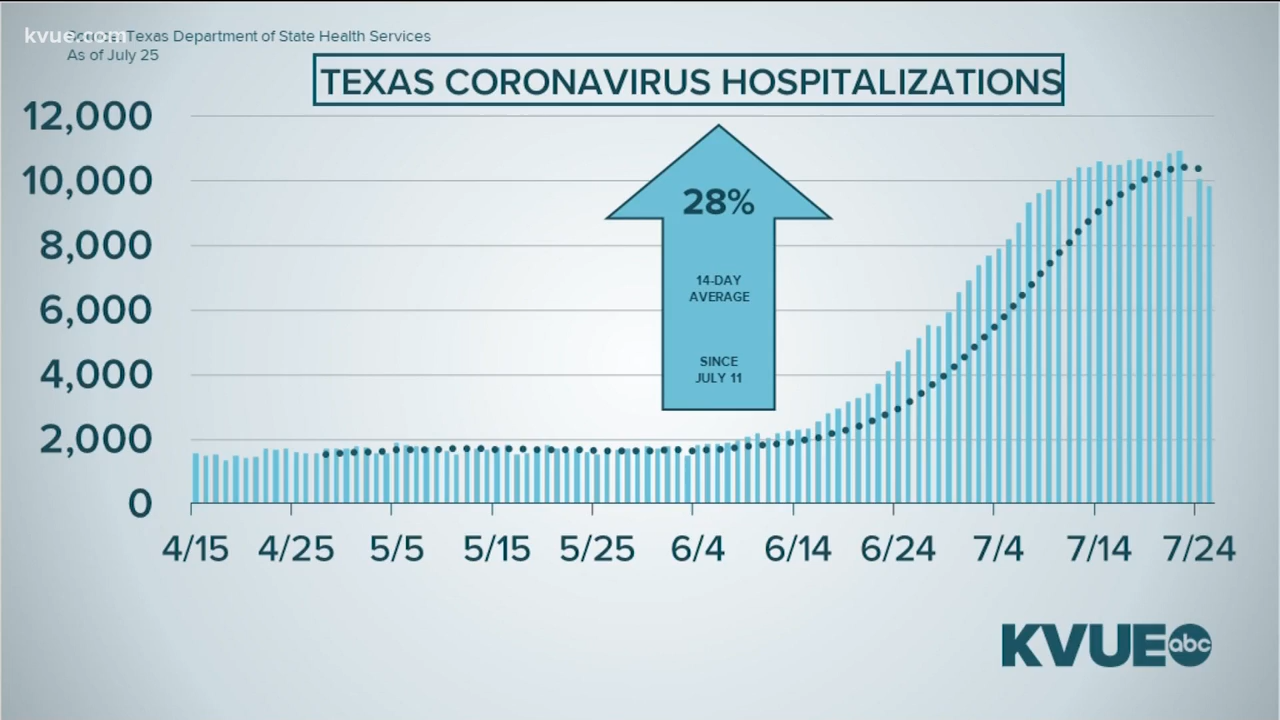 kvue.com
Source: Texas Department of State Health Services
As of July 25
TEXAS CORONAVIRUS HOSPITALIZATIONS
12,000
10,000
8,000
6,000
4,000
2,000
0
28%
14-DAY
AVERAGE
SINCE
JULY 11
4/15 4/25 5/5 5/15 5/25 6/4 6/14 6/24 7/4 7/14 7/24
KVUE abc